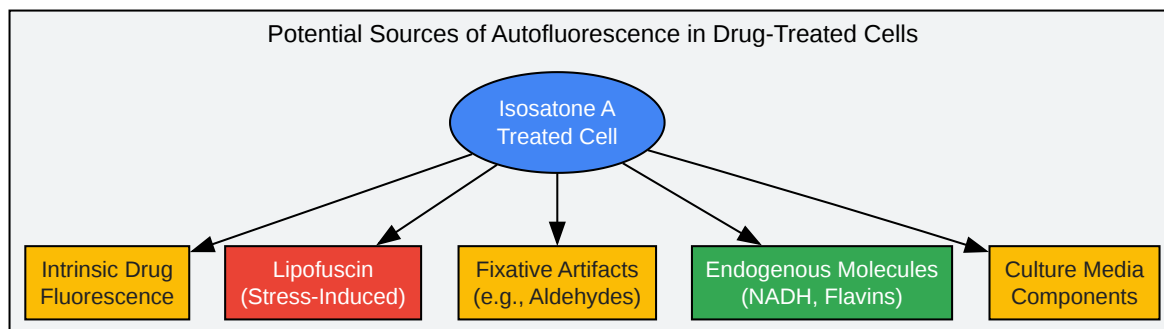 Potential Sources of Autofluorescence in Drug-Treated Cells
Isosatone A
Treated Cell
Intrinsic Drug
Fluorescence
Lipofuscin
(Stress-Induced)
Fixative Artifacts
(e.g., Aldehydes)
Endogenous Molecules
(NADH, Flavins)
Culture Media
Components